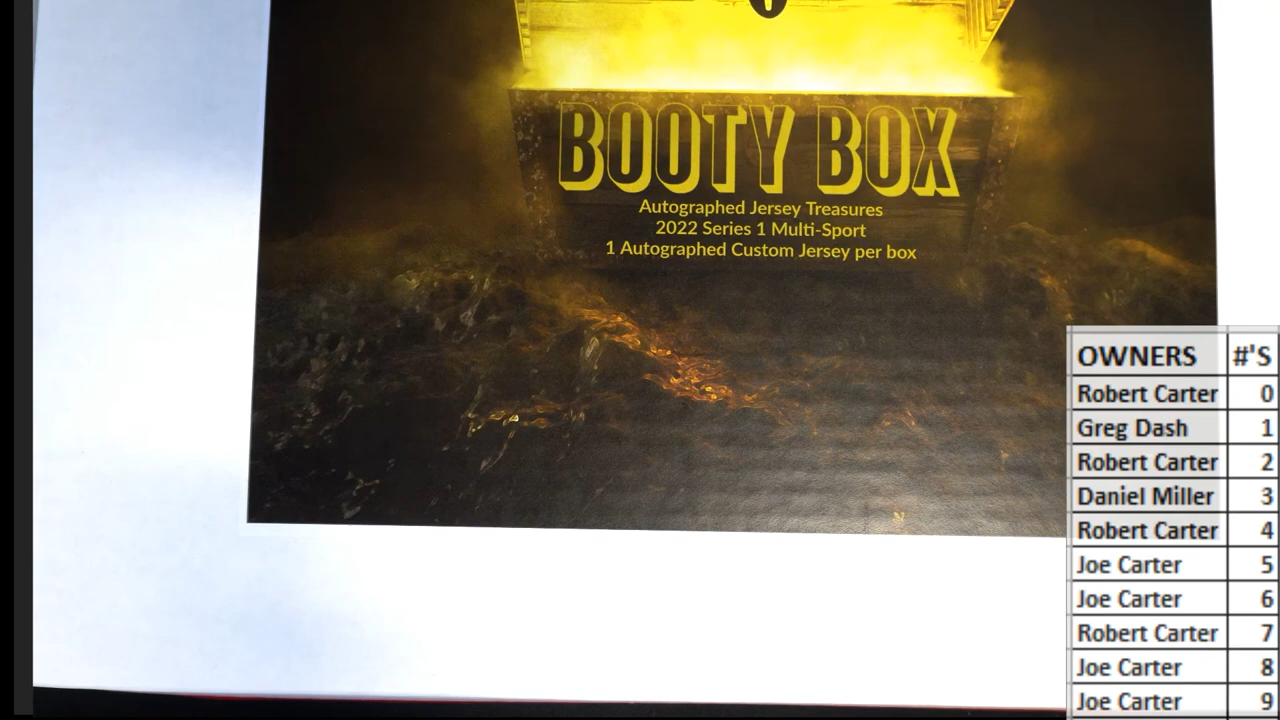 BOOTY BOX
Autographed Jersey Treasures
2022 Series 1 Multi-Sport
1 Autographed Custom Jersey per box
OWNERS #'S
Robert Carter 0
Greg Dash 1
Robert Carter 2
Daniel Miller 3
Robert Carter 4
Joe Carter 5
Joe Carter 6
Robert Carter 7
Joe Carter 8
Joe Carter 9